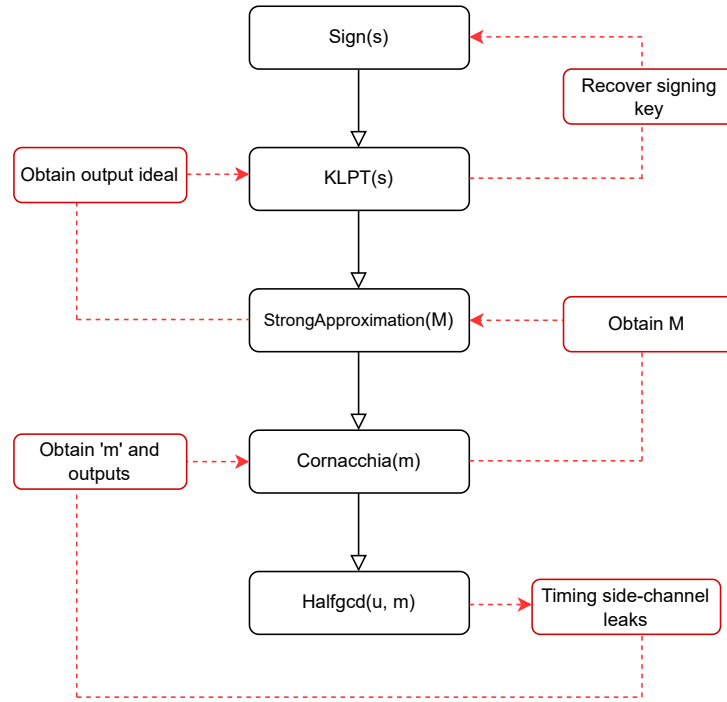 Sign(s)
Recover signing
key
Obtain output ideal
KLPT(s)
StrongApproximation(M)
Obtain M
Obtain 'm' and
outputs
Cornacchia(m)
Halfgcd(u, m)
Timing side-channel
leaks